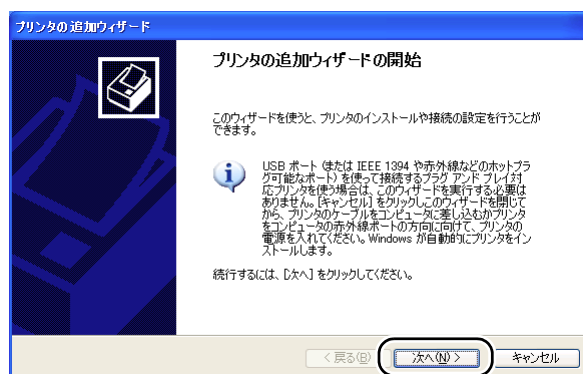 プリンタの追加ウィザード
プリンタの追加ウィザードの開始
このウィザードを使うと、プリンタのインストールや接続の設定を行うことが
できます。
USB ポート (または IEEE 1394 や赤外線などのホットプラ
グ可能なポート) を使って接続するプラグ アンド プレイ対
応プリンタを使う場合は、このウィザードを実行する必要は
ありません。[キャンセル] をクリックしこのウィザードを閉じて
から、プリンタのケーブルをコンピュータに差し込むかプリンタ
をコンピュータの赤外線ポートの方向に向けて、プリンタの
電源を入れてください。Windows が自動的にプリンタをイン
ストールします。
続行するには、[次へ] をクリックしてください。
< 戻る(B)
次へ(N) >
キャンセル